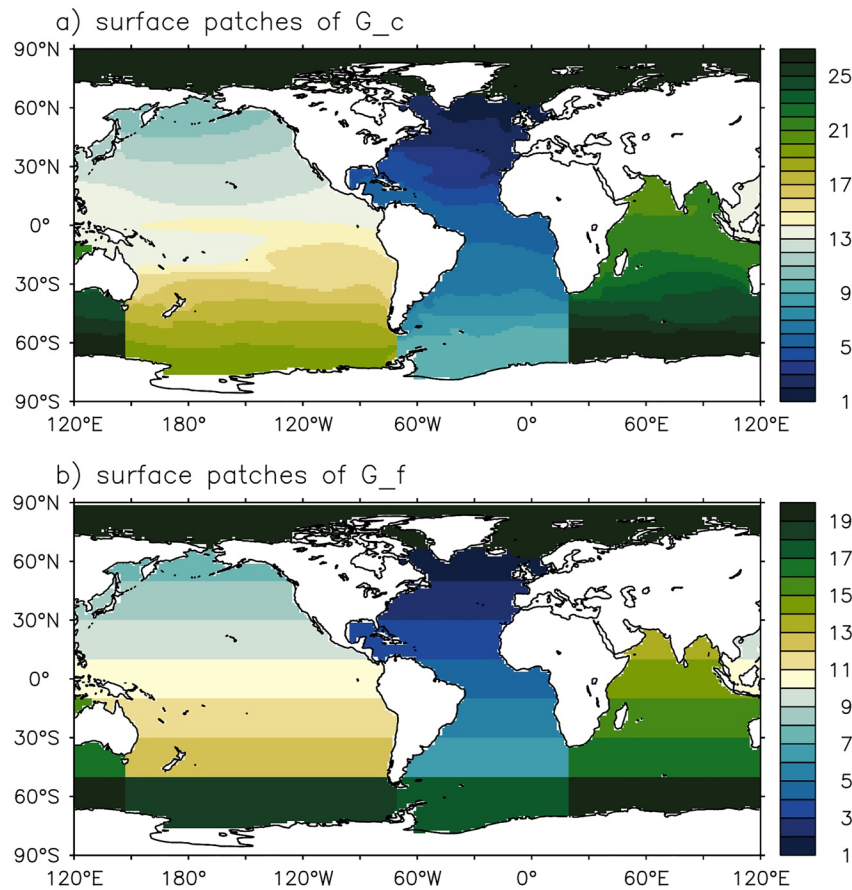 a) surface patches of G_c
90°N
60°N
30°N
0°
30°S
60°S
90°S
120°E 180° 120°W 60°W 0° 60°E 120°E
25
21
17
13
9
5
1
b) surface patches of G_f
90°N
60°N
30°N
0°
30°S
60°S
90°S
120°E 180° 120°W 60°W 0° 60°E 120°E
19
17
15
13
11
9
7
5
3
1